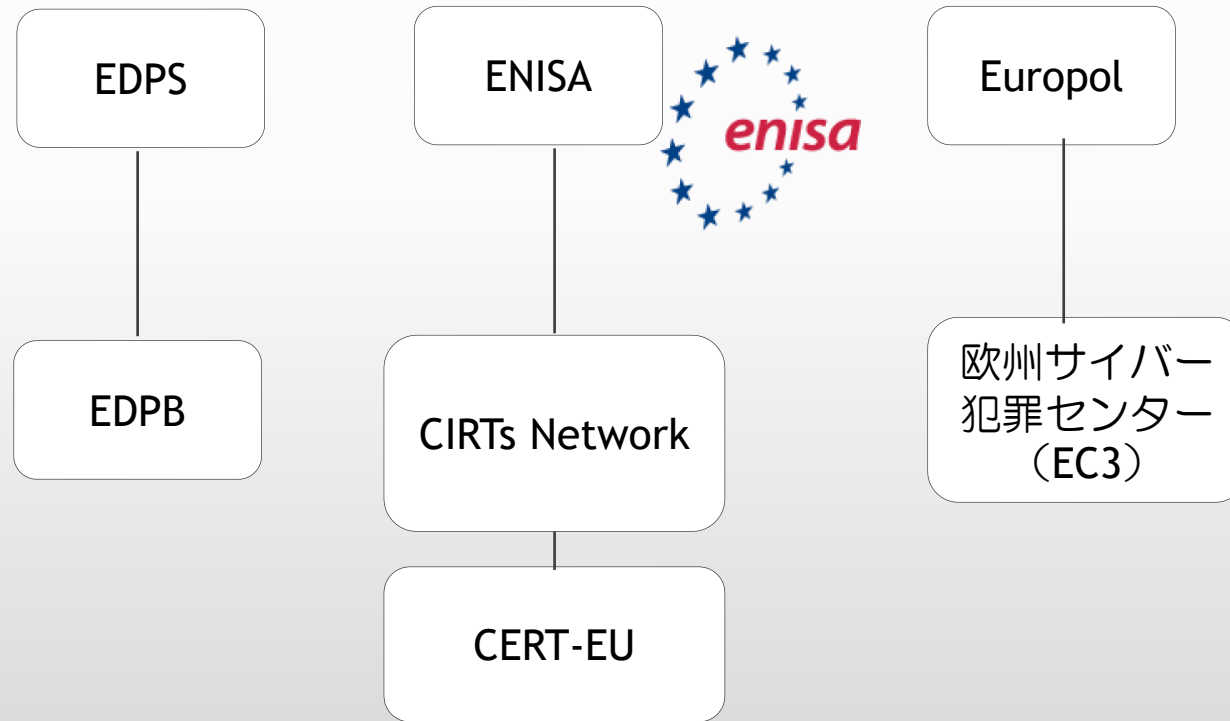 EDPS
ENISA
enisa
Europol
EDPB
CIRTs Network
欧州サイバー
犯罪センター
（EC3）
CERT-EU